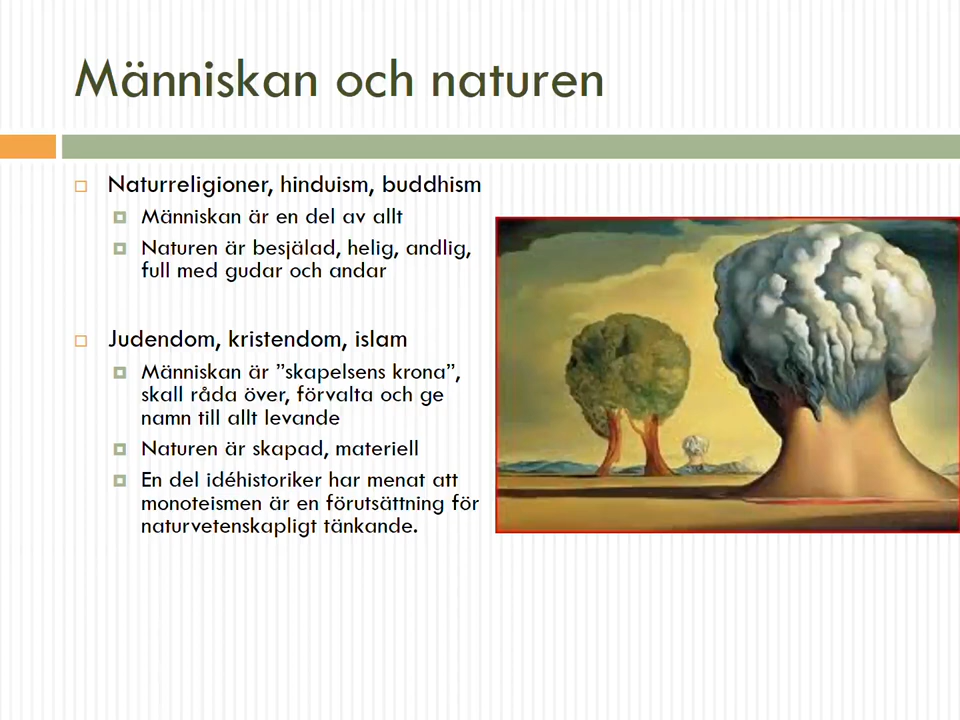 Människan och naturen
Naturreligioner, hinduism, buddhism
Människan är en del av allt
Naturen är besjälad, helig, andlig,
full med gudar och andar
Judendom, kristendom, islam
Människan är ”skapelsens krona”,
skall råda över, förvalta och ge
namn till allt levande
Naturen är skapad, materiell
En del idéhistoriker har menat att
monoteismen är en förutsättning för
naturvetenskapligt tänkande.